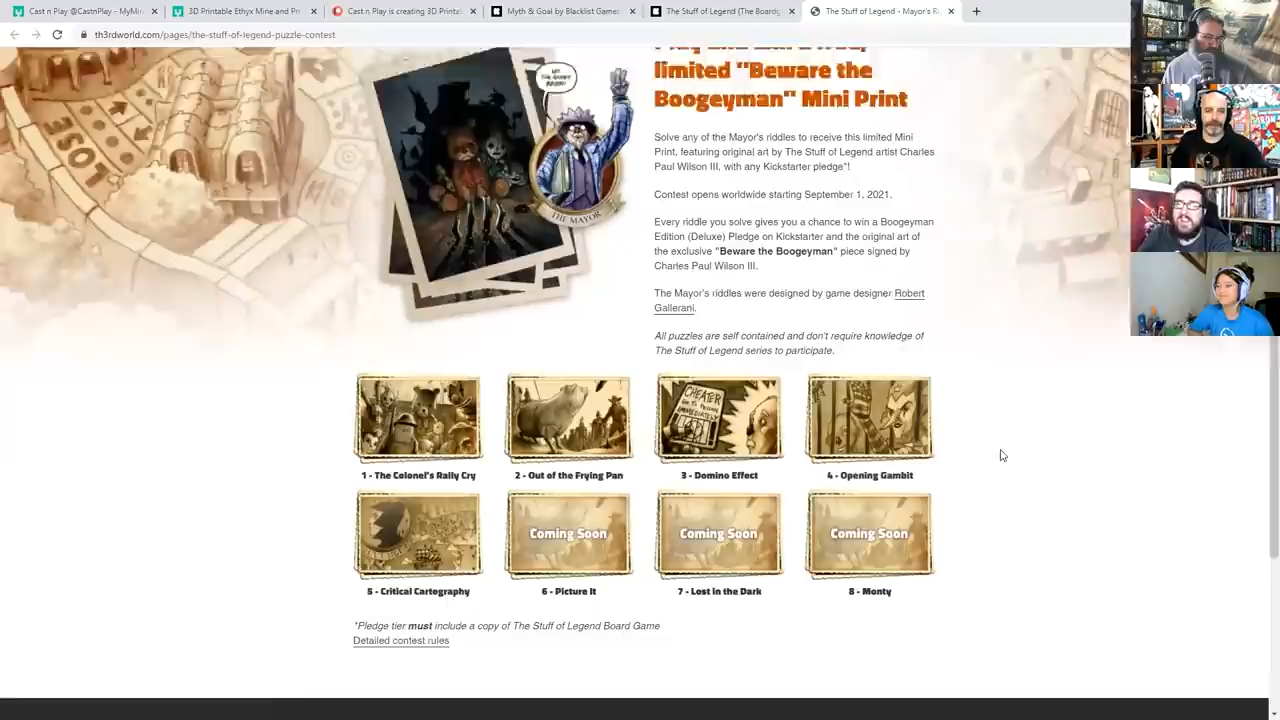 Cast n Play @CastnPlay - MyMin
3D Printable Ethyx Mine and Pri
Cast n Play is creating 3D Printab
Myth & Goal by Blacklist Games
The Stuff of Legend (The Boardg
The Stuff of Legend - Mayor's R
th3rdworld.com/pages/the-stuff-of-legend-puzzle-contest
limited "Beware the
Boogeyman" Mini Print
THE MAYOR
Solve any of the Mayor's riddles to receive this limited Mini
Print, featuring original art by The Stuff of Legend artist Charles
Paul Wilson III, with any Kickstarter pledge*!
Contest opens worldwide starting September 1, 2021.
Every riddle you solve gives you a chance to win a Boogeyman
Edition (Deluxe) Pledge on Kickstarter and the original art of
the exclusive "Beware the Boogeyman" piece signed by
Charles Paul Wilson III.
The Mayor's riddles were designed by game designer Robert
Gallerani.
All puzzles are self contained and don't require knowledge of
The Stuff of Legend series to participate.
CHEATER
GO TO PRISON
IMMEDIATELY
1 - The Colonel's Rally Cry
2 - Out of the Frying Pan
3 - Domino Effect
4 - Opening Gambit
Coming Soon
Coming Soon
Coming Soon
5 - Critical Cartography
6 - Picture It
7 - Lost in the Dark
8 - Monty
*Pledge tier must include a copy of The Stuff of Legend Board Game
Detailed contest rules